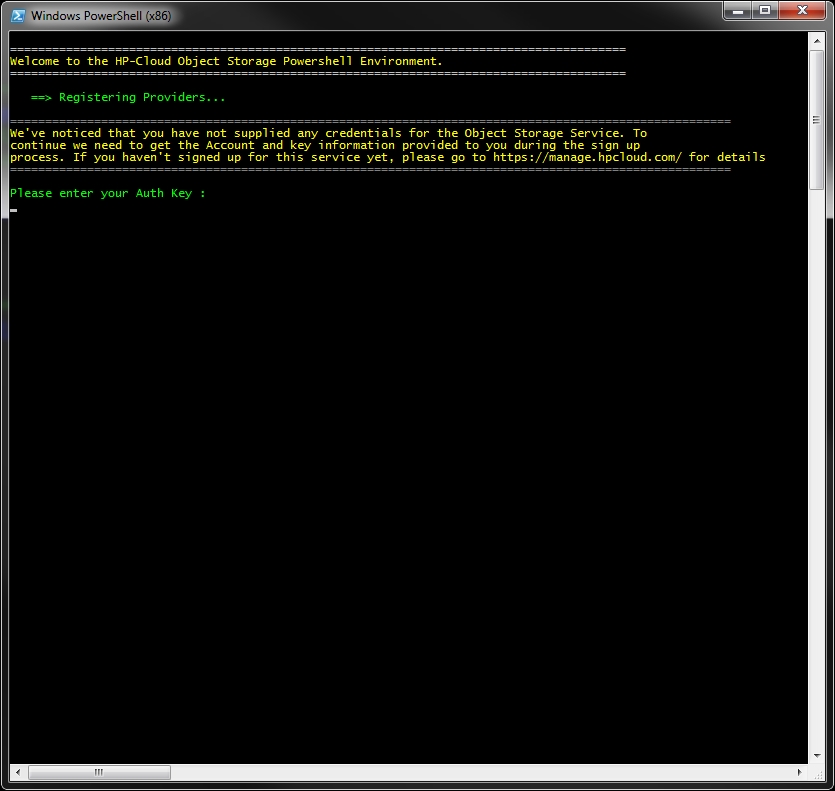 Windows PowerShell (x86)
=========================================================================================
Welcome to the HP-Cloud Object Storage Powershell Environment.
=========================================================================================
==> Registering Providers...
=======================================================================================================
We've noticed that you have not supplied any credentials for the Object Storage Service. To
continue we need to get the Account and key information provided to you during the sign up
process. If you haven't signed up for this service yet, please go to https://manage.hpcloud.com/ for details
=======================================================================================================
Please enter your Auth Key :